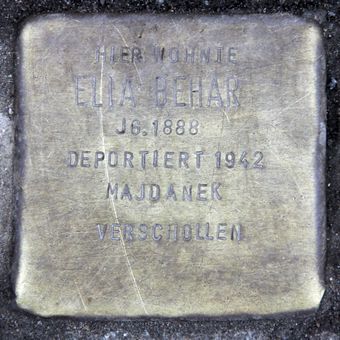 HIER WOHNTE
ELIA BEHAR
JG. 1888
DEPORTIERT 1942
MAJDANEK
VERSCHOLLEN